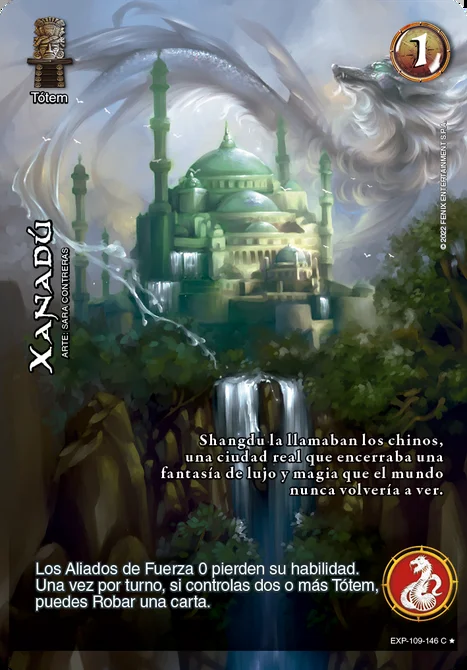 1
Tótem
© 2022 FENIX ENTERTAINMENT S.P.A.
Xanadú
ARTE: SARA CONTRERAS
Shangdu la llamaban los chinos,
una ciudad real que encerraba una
fantasía de lujo y magia que el mundo
nunca volvería a ver.
Los Aliados de Fuerza 0 pierden su habilidad.
Una vez por turno, si controlas dos o más Tótem,
puedes Robar una carta.
EXP-109-146 C ★